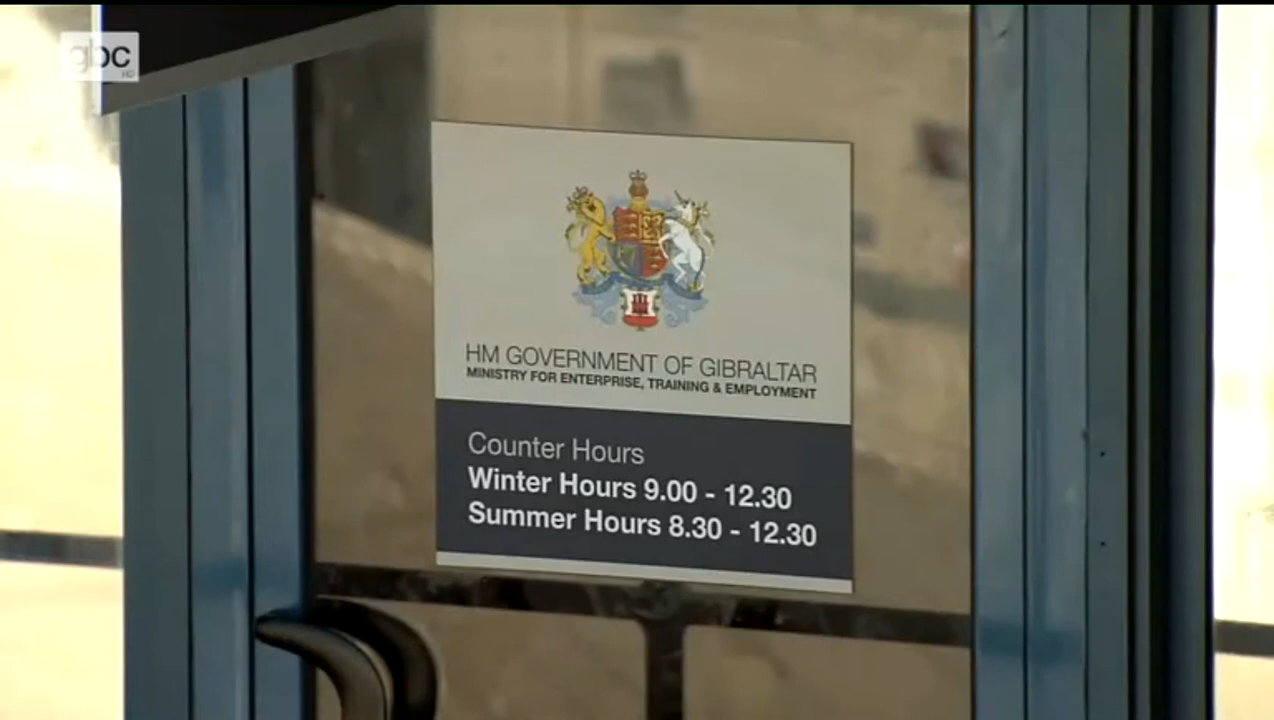 gbc
HD
HM GOVERNMENT OF GIBRALTAR
MINISTRY FOR ENTERPRISE, TRAINING & EMPLOYMENT
Counter Hours
Winter Hours 9.00 - 12.30
Summer Hours 8.30 - 12.30